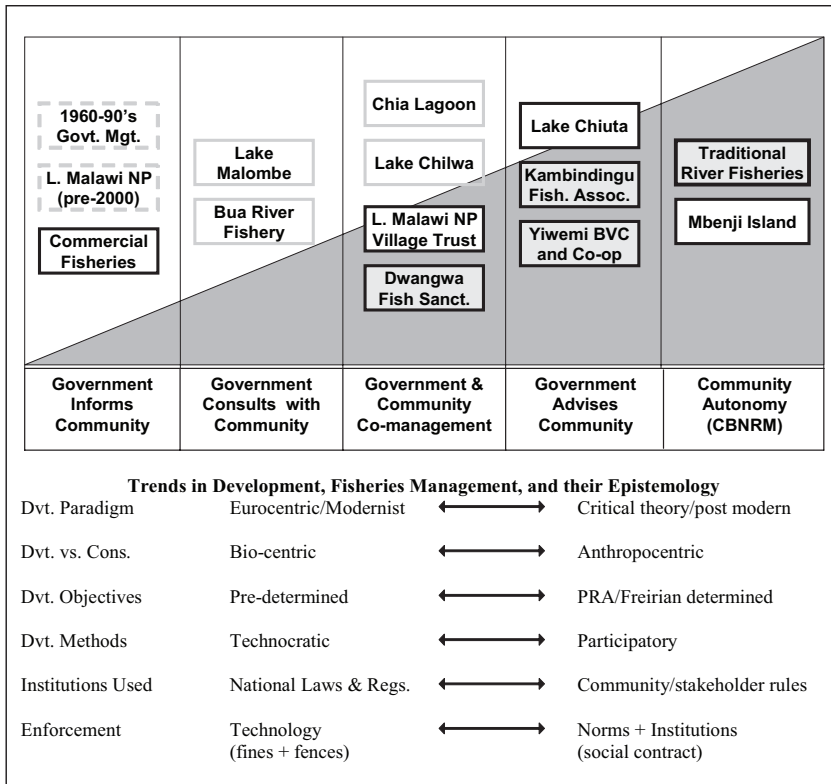 1960-90's
Govt. Mgt.
L. Malawi NP
(pre-2000)
Commercial
Fisheries
Lake
Malombe
Bua River
Fishery
Chia Lagoon
Lake Chilwa
L. Malawi NP
Village Trust
Dwangwa
Fish Sanct.
Lake Chiuta
Kambindingu
Fish. Assoc.
Yiwemi BVC
and Co-op
Traditional
River Fisheries
Mbenji Island
Government
Informs
Community
Government
Consults with
Community
Government &
Community
Co-management
Government
Advises
Community
Community
Autonomy
(CBNRM)
Trends in Development, Fisheries Management, and their Epistemology
Dvt. Paradigm Eurocentric/Modernist Critical theory/post modern
Dvt. vs. Cons. Bio-centric Anthropocentric
Dvt. Objectives Pre-determined PRA/Freirian determined
Dvt. Methods Technocratic Participatory
Institutions Used National Laws & Regs. Community/stakeholder rules
Enforcement Technology Norms + Institutions
(fines + fences) (social contract)